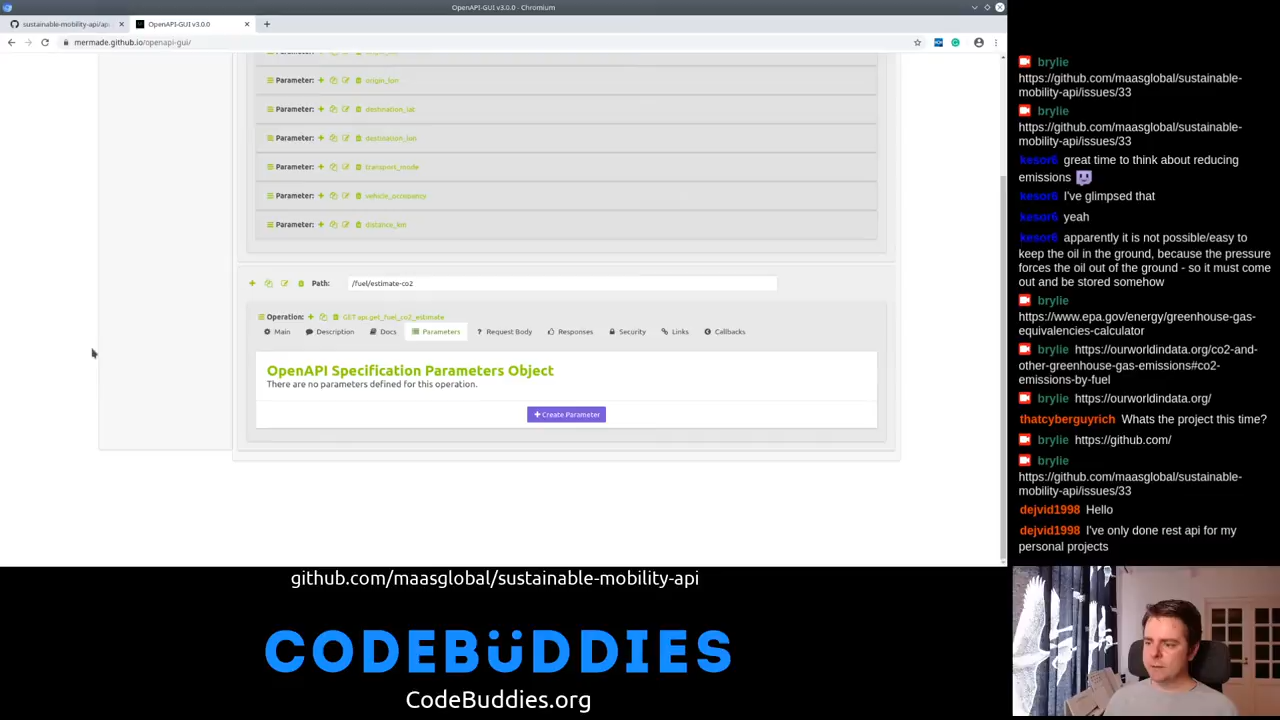 OpenAPI-GUI v3.0.0 - Chromium
sustainable-mobility-api/ap
OpenAPI-GUI v3.0.0
mermade.github.io/openapi-gui/
Parameter: origin_lon
Parameter: destination_lat
Parameter: destination_lon
Parameter: transport_mode
Parameter: vehicle_occupancy
Parameter: distance_km
Path: /fuel/estimate-co2
Operation: GET api.get_fuel_co2_estimate
Main Description Docs Parameters Request Body Responses Security Links Callbacks
OpenAPI Specification Parameters Object
There are no parameters defined for this operation.
Create Parameter
github.com/maasglobal/sustainable-mobility-api
CODEBÜDDIES
CodeBuddies.org
brylie
https://github.com/maasglobal/sustainable-
mobility-api/issues/33
brylie
https://github.com/maasglobal/sustainable-
mobility-api/issues/33
kesor6 great time to think about reducing
emissions
kesor6 I've glimpsed that
kesor6 yeah
kesor6 apparently it is not possible/easy to
keep the oil in the ground, because the pressure
forces the oil out of the ground - so it must come
out and be stored somehow
brylie
https://www.epa.gov/energy/greenhouse-gas-
equivalencies-calculator
brylie https://ourworldindata.org/co2-and-
other-greenhouse-gas-emissions#co2-
emissions-by-fuel
brylie https://ourworldindata.org/
thatcyberguyrich Whats the project this time?
brylie https://github.com/
brylie
https://github.com/maasglobal/sustainable-
mobility-api/issues/33
dejvid1998 Hello
dejvid1998 I've only done rest api for my
personal projects